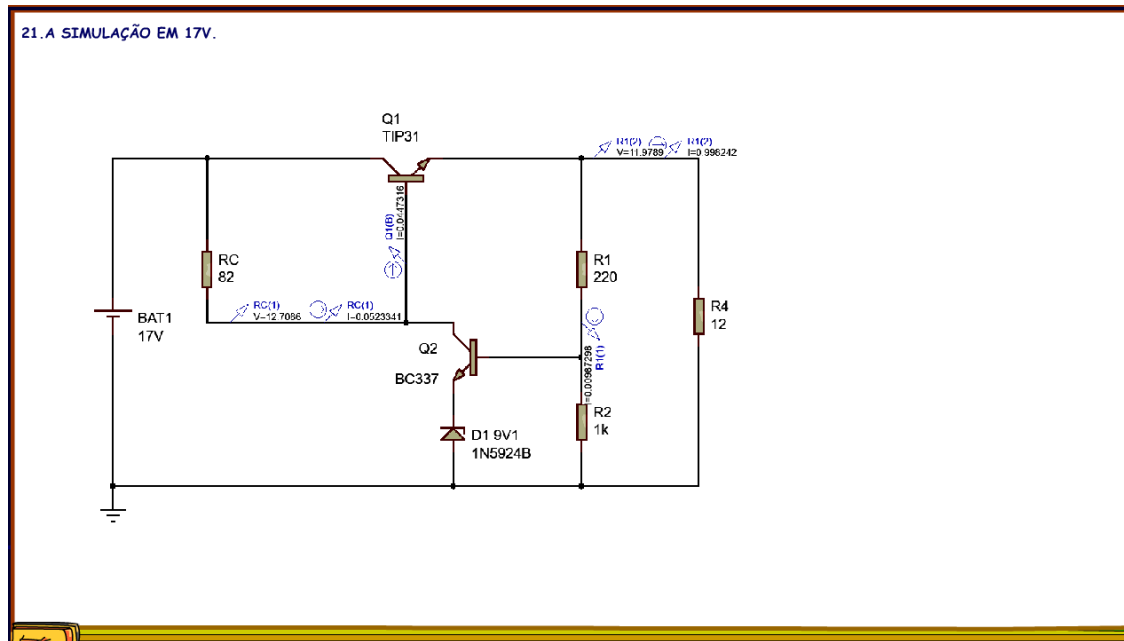 21.A SIMULAÇÃO EM 17V.
Q1
TIP31
R1(2)
V=11.9789
R1(2)
I=0.998242
Q1(B)
I=0.0447316
RC
82
R1
220
RC(1)
V=12.7086
RC(1)
I=0.0523341
BAT1
17V
R4
12
Q2
BC337
R1(1)
I=0.00987298
R2
1k
D1 9V1
1N5924B